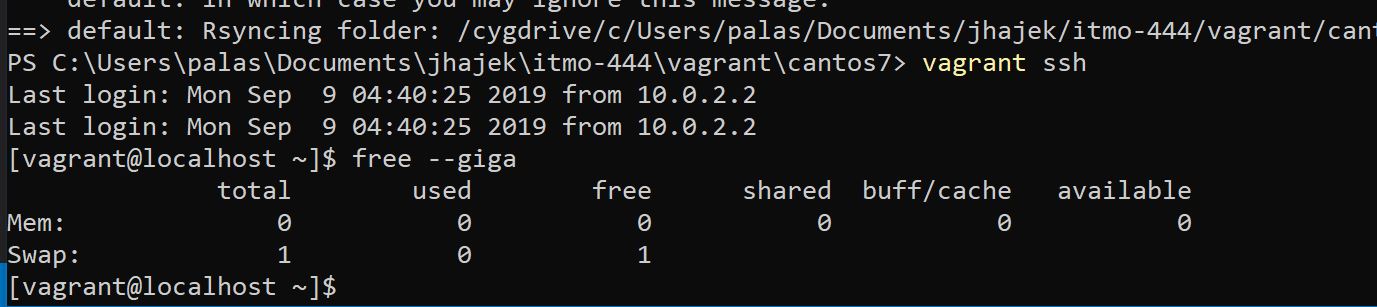 default: in which case you may ignore this message.
==> default: Rsyncing folder: /cygdrive/c/Users/palas/Documents/jhajek/itmo-444/vagrant/cant
PS C:\Users\palas\Documents\jhajek\itmo-444\vagrant\cantos7> vagrant ssh
Last login: Mon Sep  9 04:40:25 2019 from 10.0.2.2
Last login: Mon Sep  9 04:40:25 2019 from 10.0.2.2
[vagrant@localhost ~]$ free --giga
              total        used        free      shared  buff/cache   available
Mem:              0           0           0           0           0           0
Swap:             1           0           1
[vagrant@localhost ~]$